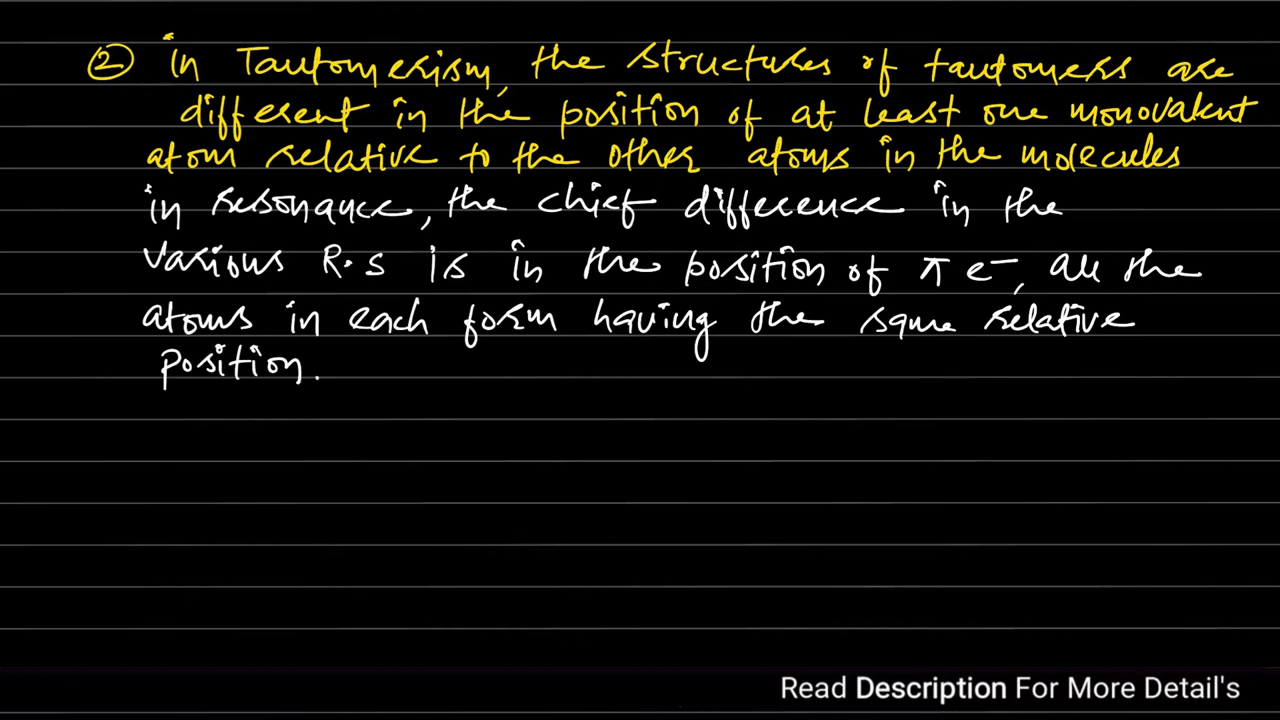 ② in Tautomerism, the structures of tautomers are
different in the position of at least one monovalent
atom relative to the other atoms in the molecules
in resonance, the chief difference in the
various R.S is in the position of π e⁻, all the
atoms in each form having the same relative
position.
Read Description For More Detail's